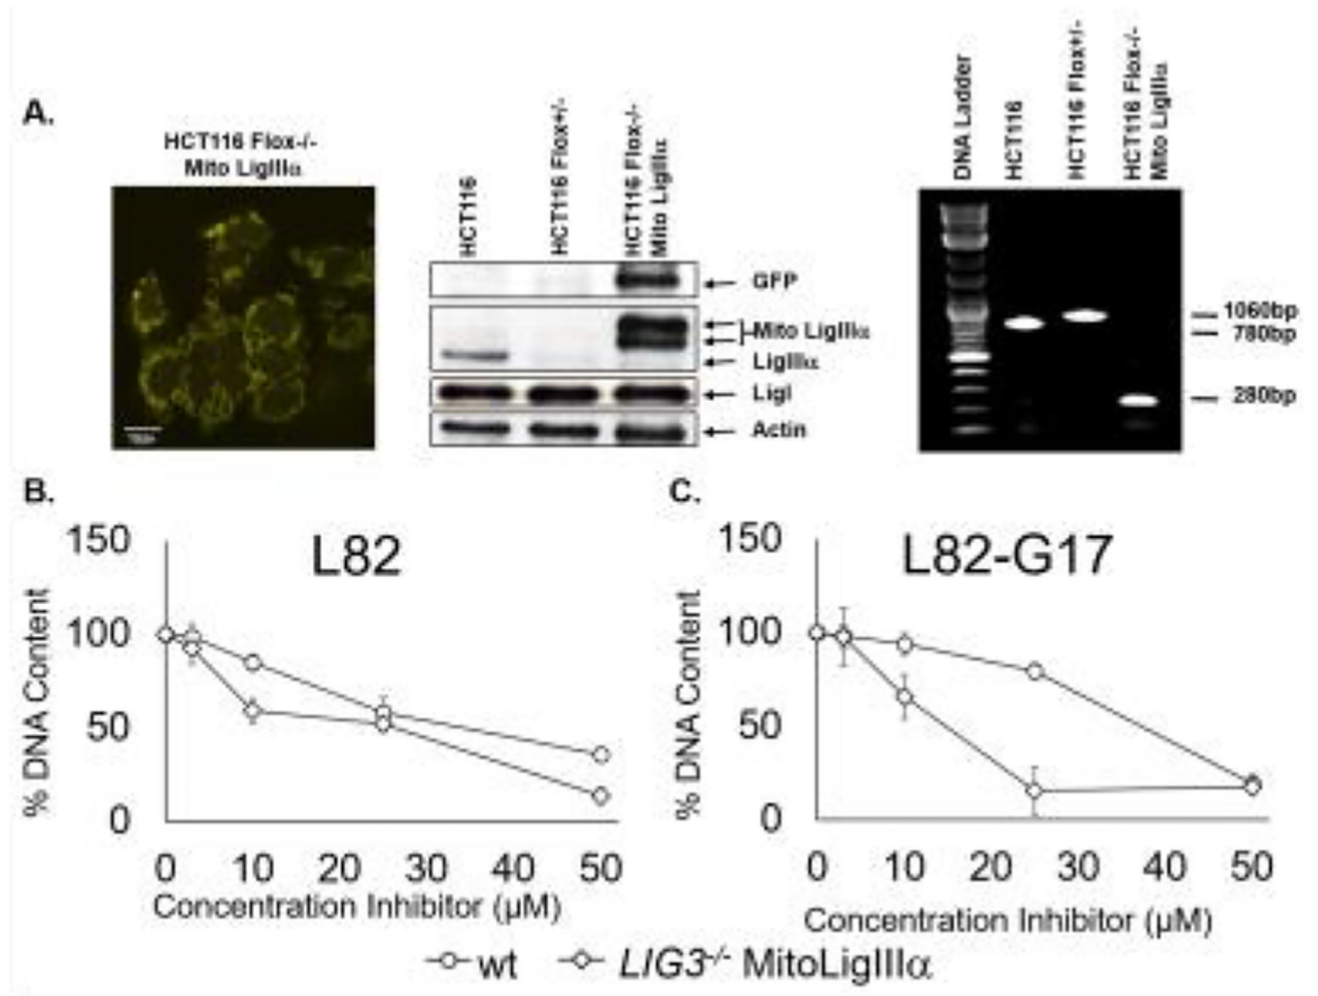 A.
HCT116 Flox-/-
Mito LigIIIα
HCT116
HCT116 Flox+/-
HCT116 Flox-/-
Mito LigIIIα
GFP
Mito LigIIIα
LigIIIα
LigI
Actin
DNA Ladder
HCT116
HCT116 Flox+/-
HCT116 Flox-/-
Mito LigIIIα
1060bp
780bp
280bp
B.
L82
% DNA Content
150
100
50
0
0 10 20 30 40 50
Concentration Inhibitor (µM)
C.
L82-G17
% DNA Content
150
100
50
0
0 10 20 30 40 50
Concentration Inhibitor (µM)
wt LIG3-/- MitoLigIIIα